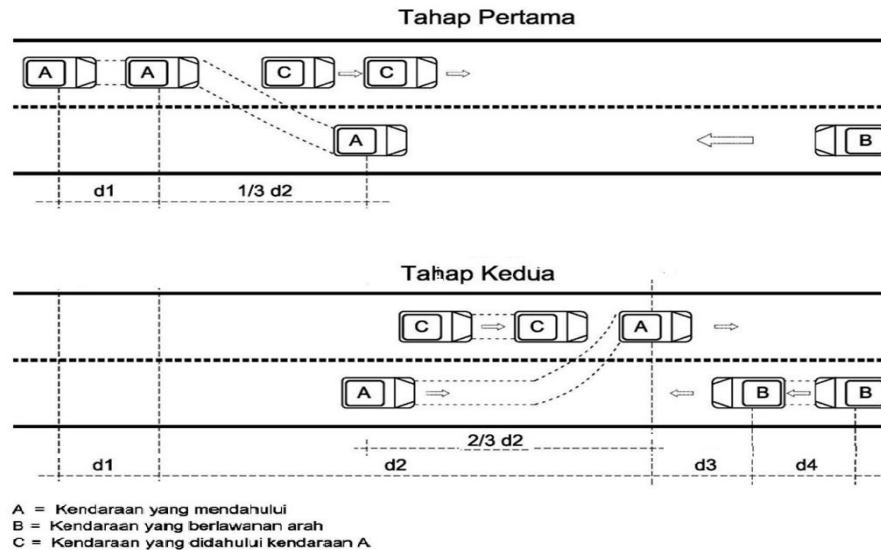 Tahap Pertama
A A C C
A B
d1 1/3 d2
Tahap Kedua
C C A
A B B
2/3 d2
d1 d2 d3 d4
A = Kendaraan yang mendahului
B = Kendaraan yang berlawanan arah
C = Kendaraan yang didahului kendaraan A